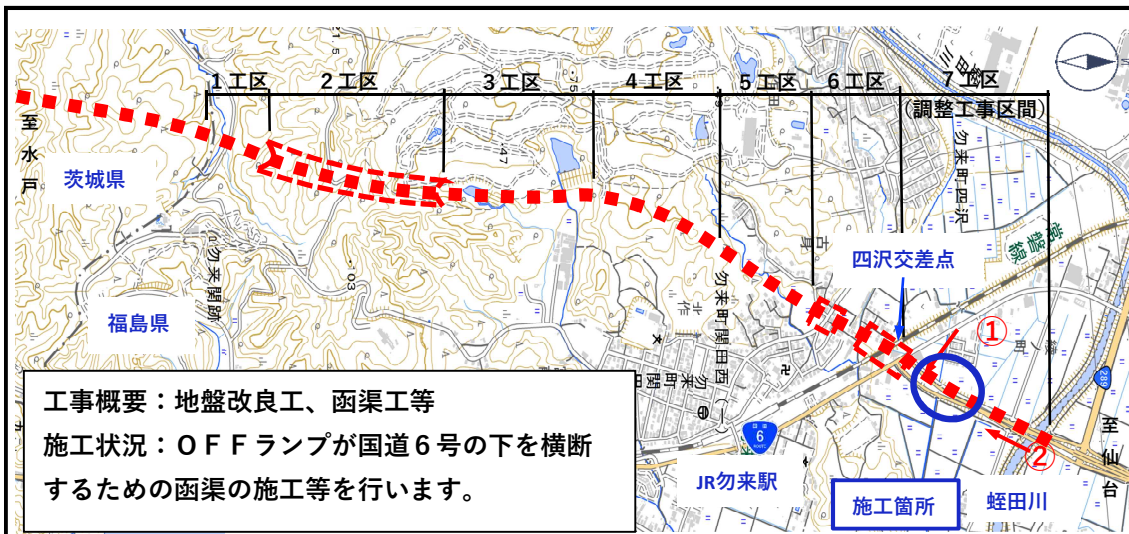 1工区
2工区
3工区
4工区
5工区
6工区
7工区
(調整工事区間)
至水戸
茨城県
福島県
勿来関跡
勿来町関田西(一)
勿来町四沢
常磐線
四沢交差点
①
②
6
JR勿来駅
施工箇所
蛭田川
至仙台
工事概要:地盤改良工、函渠工等
施工状況:OFFランプが国道6号の下を横断
するための函渠の施工等を行います。